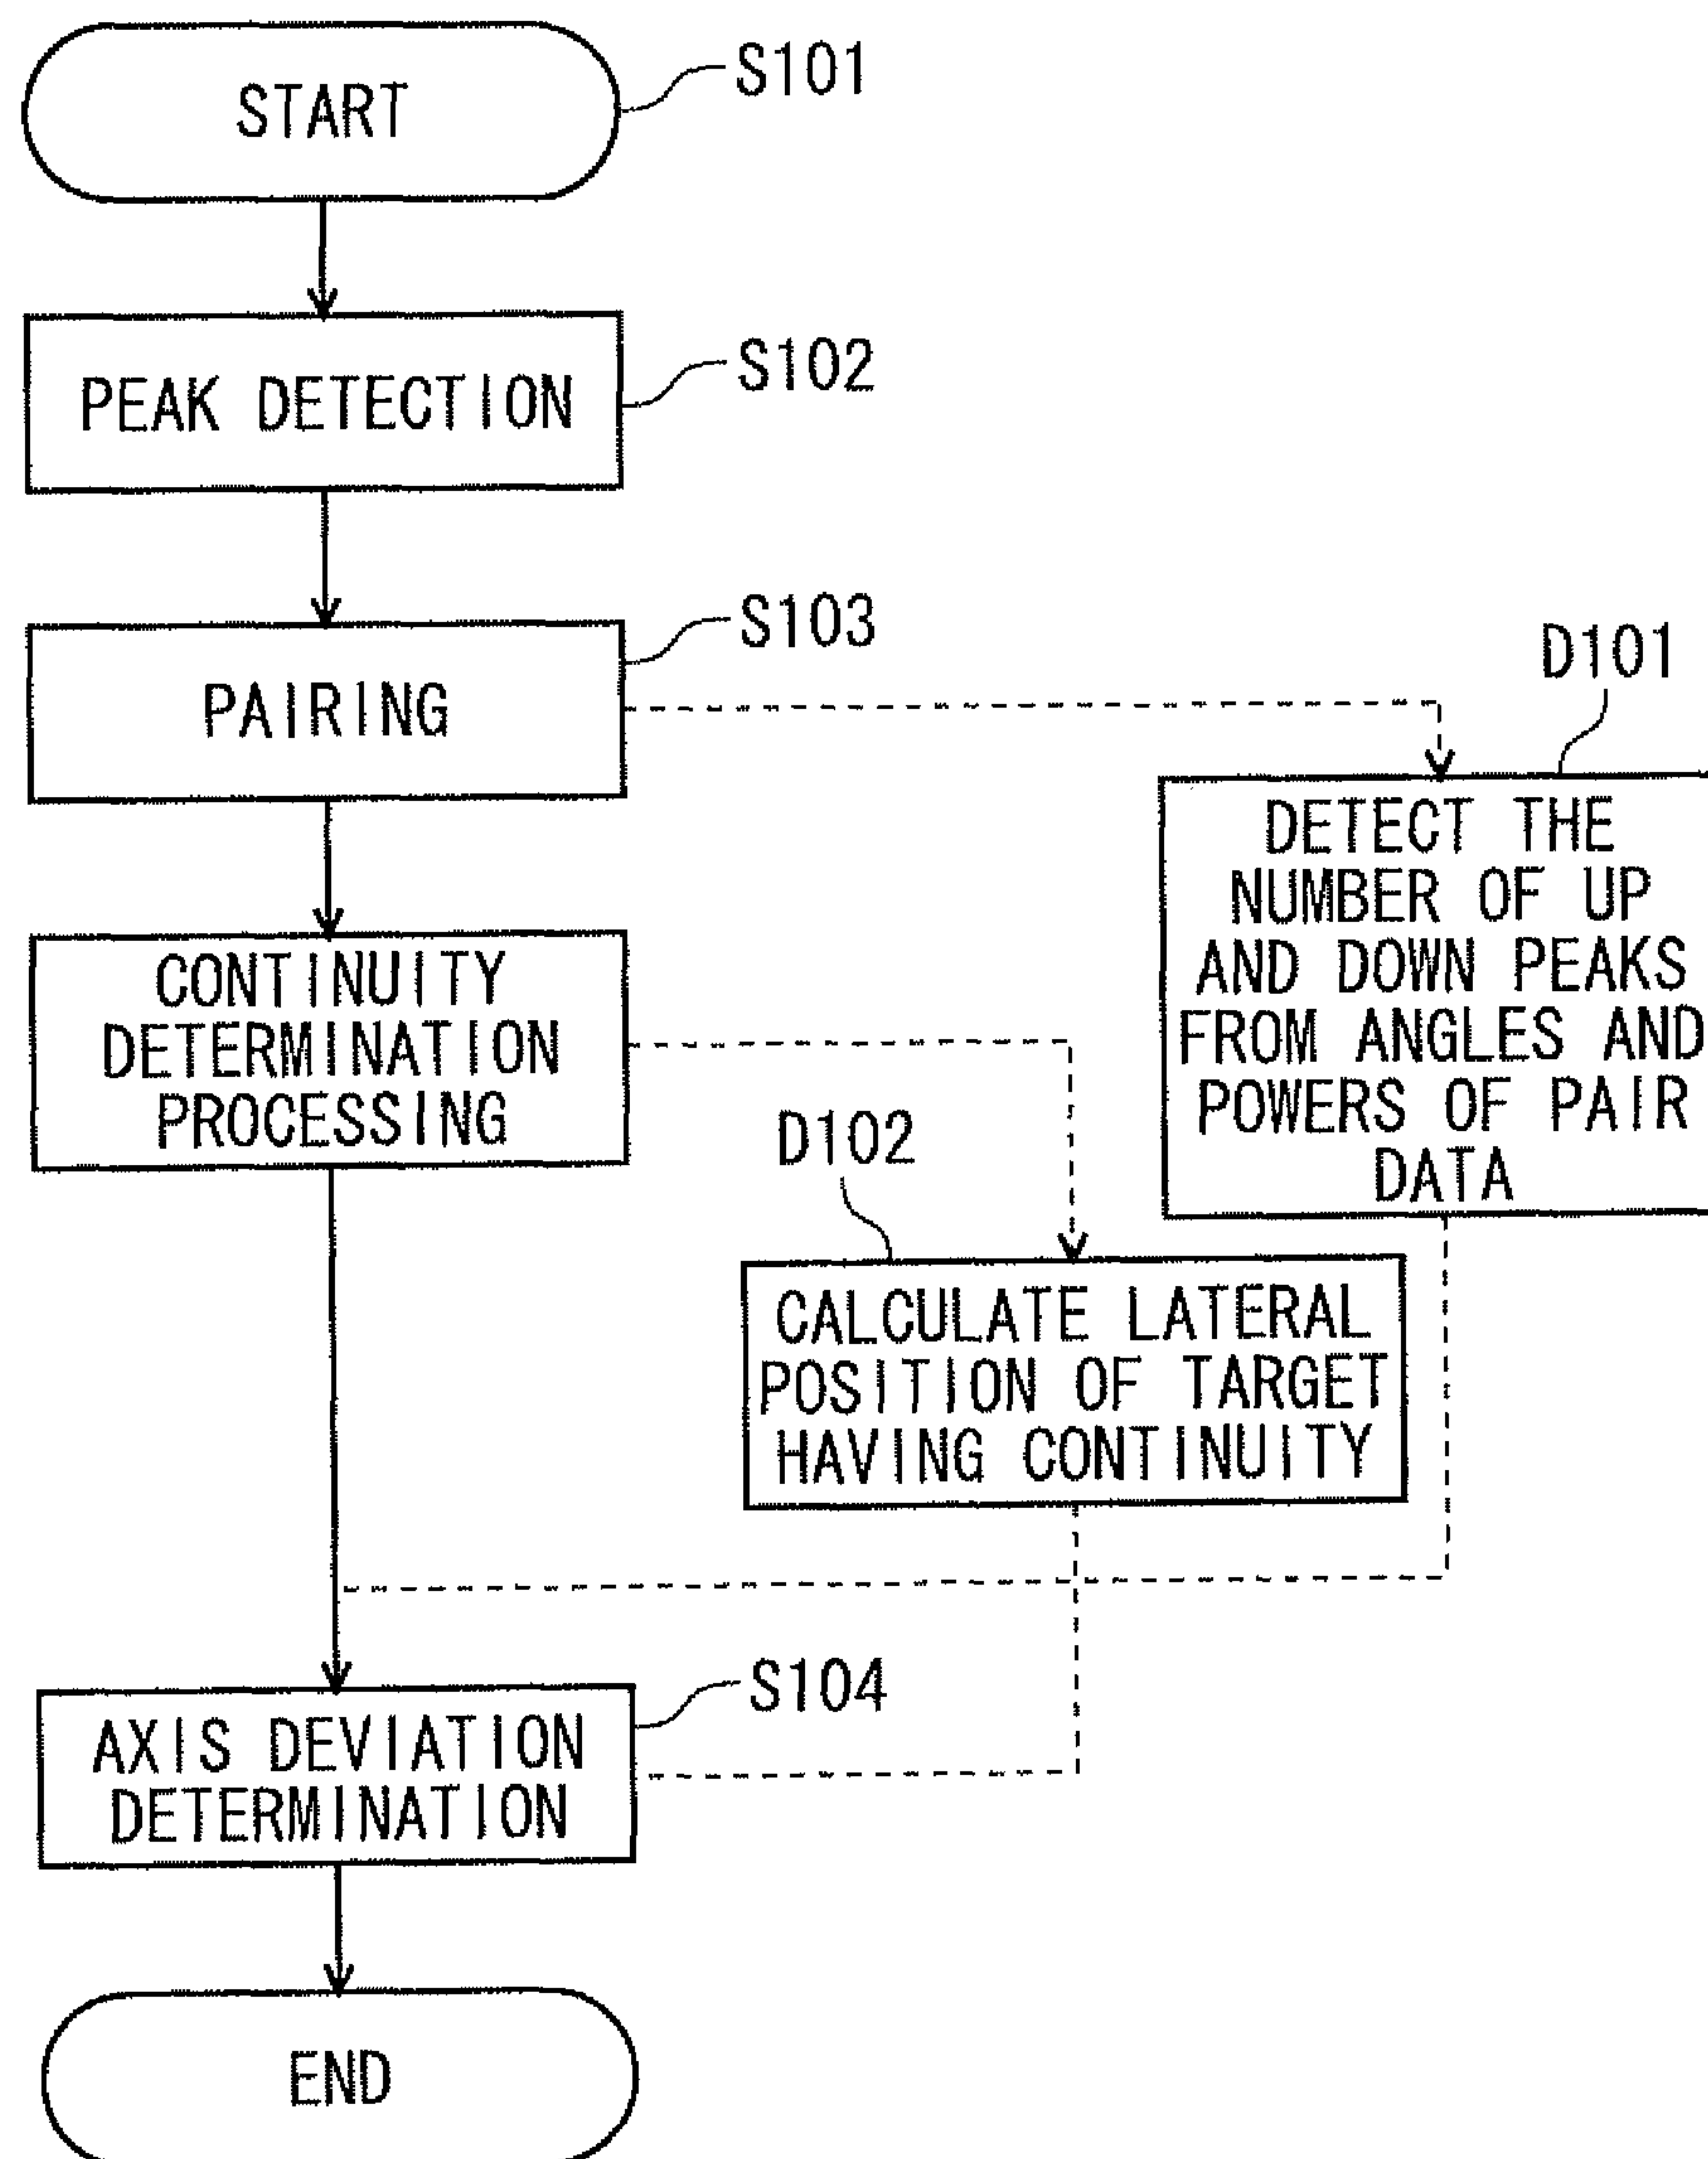 START
S101
PEAK DETECTION
S102
PAIRING
S103
CONTINUITY
DETERMINATION
PROCESSING
D101
DETECT THE
NUMBER OF UP
AND DOWN PEAKS
FROM ANGLES AND
POWERS OF PAIR
DATA
D102
CALCULATE LATERAL
POSITION OF TARGET
HAVING CONTINUITY
S104
AXIS DEVIATION
DETERMINATION
END